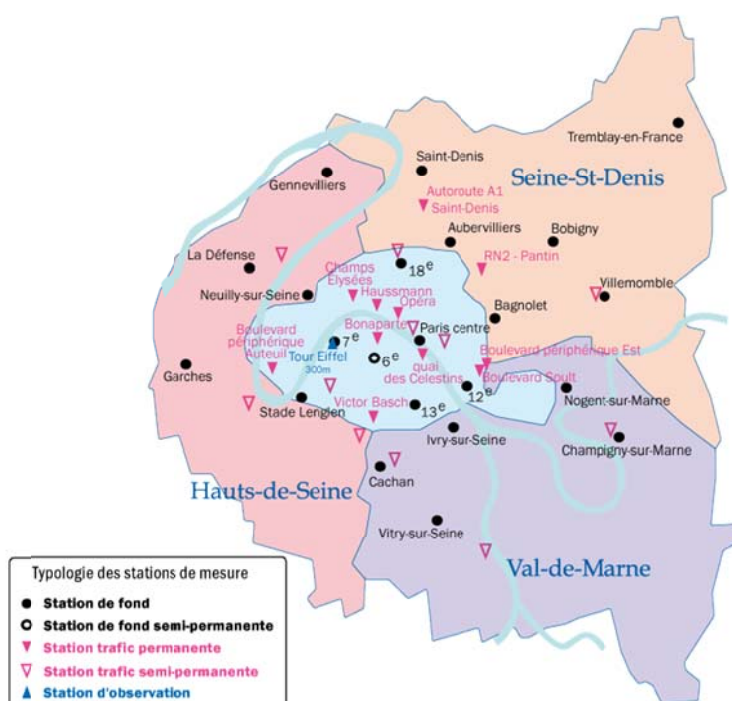 Tremblay-en-France
Saint-Denis
Seine-St-Denis
Gennevilliers
Autoroute A1
Saint-Denis
Aubervilliers
Bobigny
La Défense
RN2 - Pantin
18e
Champs
Elysées
Villemomble
Neuilly-sur-Seine
Haussmann
Opéra
Bagnolet
Boulevard
périphérique
Auteuil
Bonaparte
Paris centre
7e
Tour Eiffel
300m
6e
Boulevard périphérique Est
quai
des Celestins
Boulevard Soult
Garches
12e
Nogent-sur-Marne
Stade Lenglen
Victor Basch
13e
Ivry-sur-Seine
Champigny-sur-Marne
Cachan
Hauts-de-Seine
Vitry-sur-Seine
Val-de-Marne
Typologie des stations de mesure
Station de fond
Station de fond semi-permanente
Station trafic permanente
Station trafic semi-permanente
Station d'observation